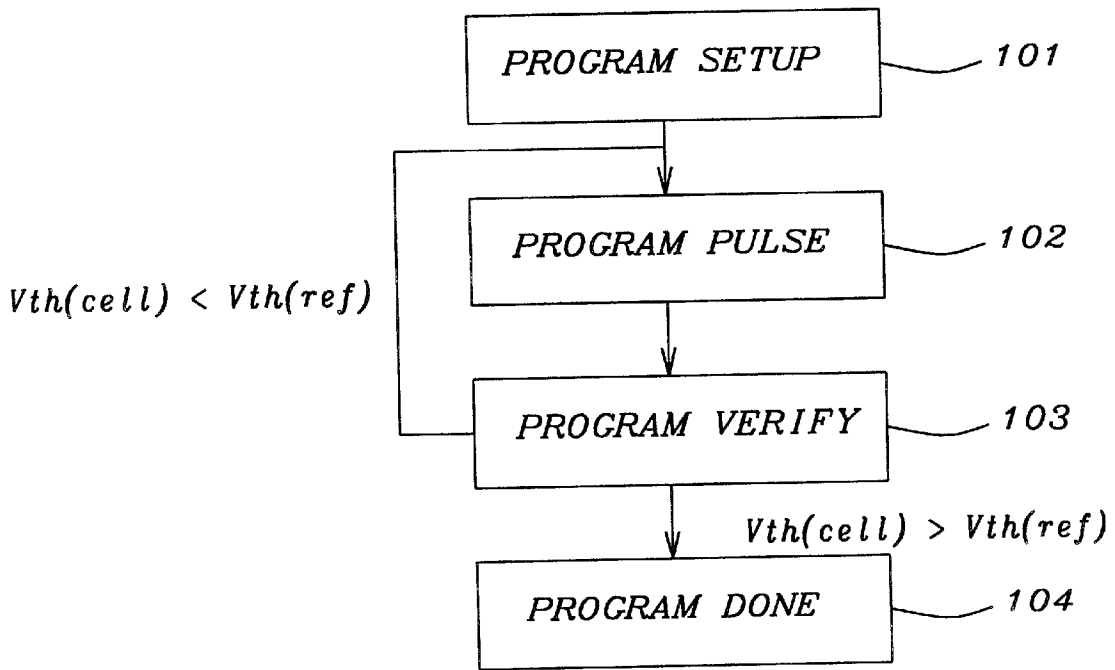 PROGRAM SETUP
101
PROGRAM PULSE
102
Vth(cell) < Vth(ref)
PROGRAM VERIFY
103
Vth(cell) > Vth(ref)
PROGRAM DONE
104